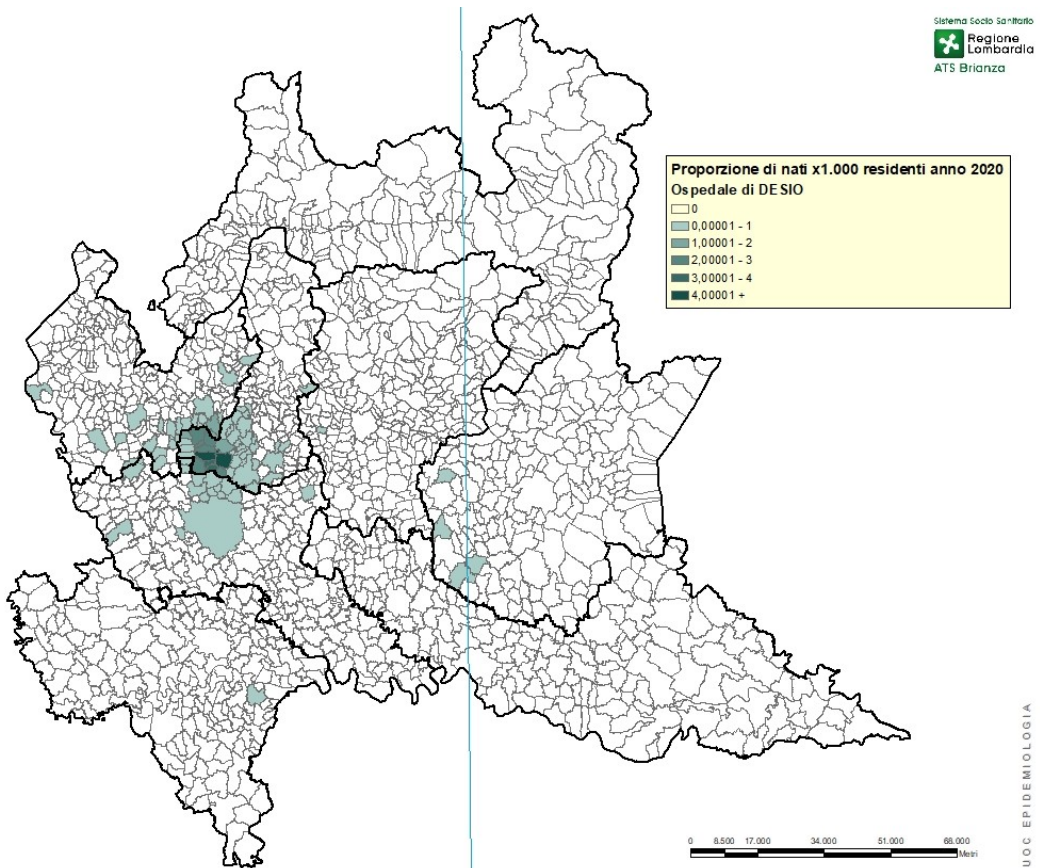 Sistema Socio Sanitario
Regione
Lombardia
ATS Brianza
Proporzione di nati x1.000 residenti anno 2020
Ospedale di DESIO
0
0,00001 - 1
1,00001 - 2
2,00001 - 3
3,00001 - 4
4,00001 +
UOC EPIDEMIOLOGIA
0 8.500 17.000 34.000 51.000 68.000
Metri